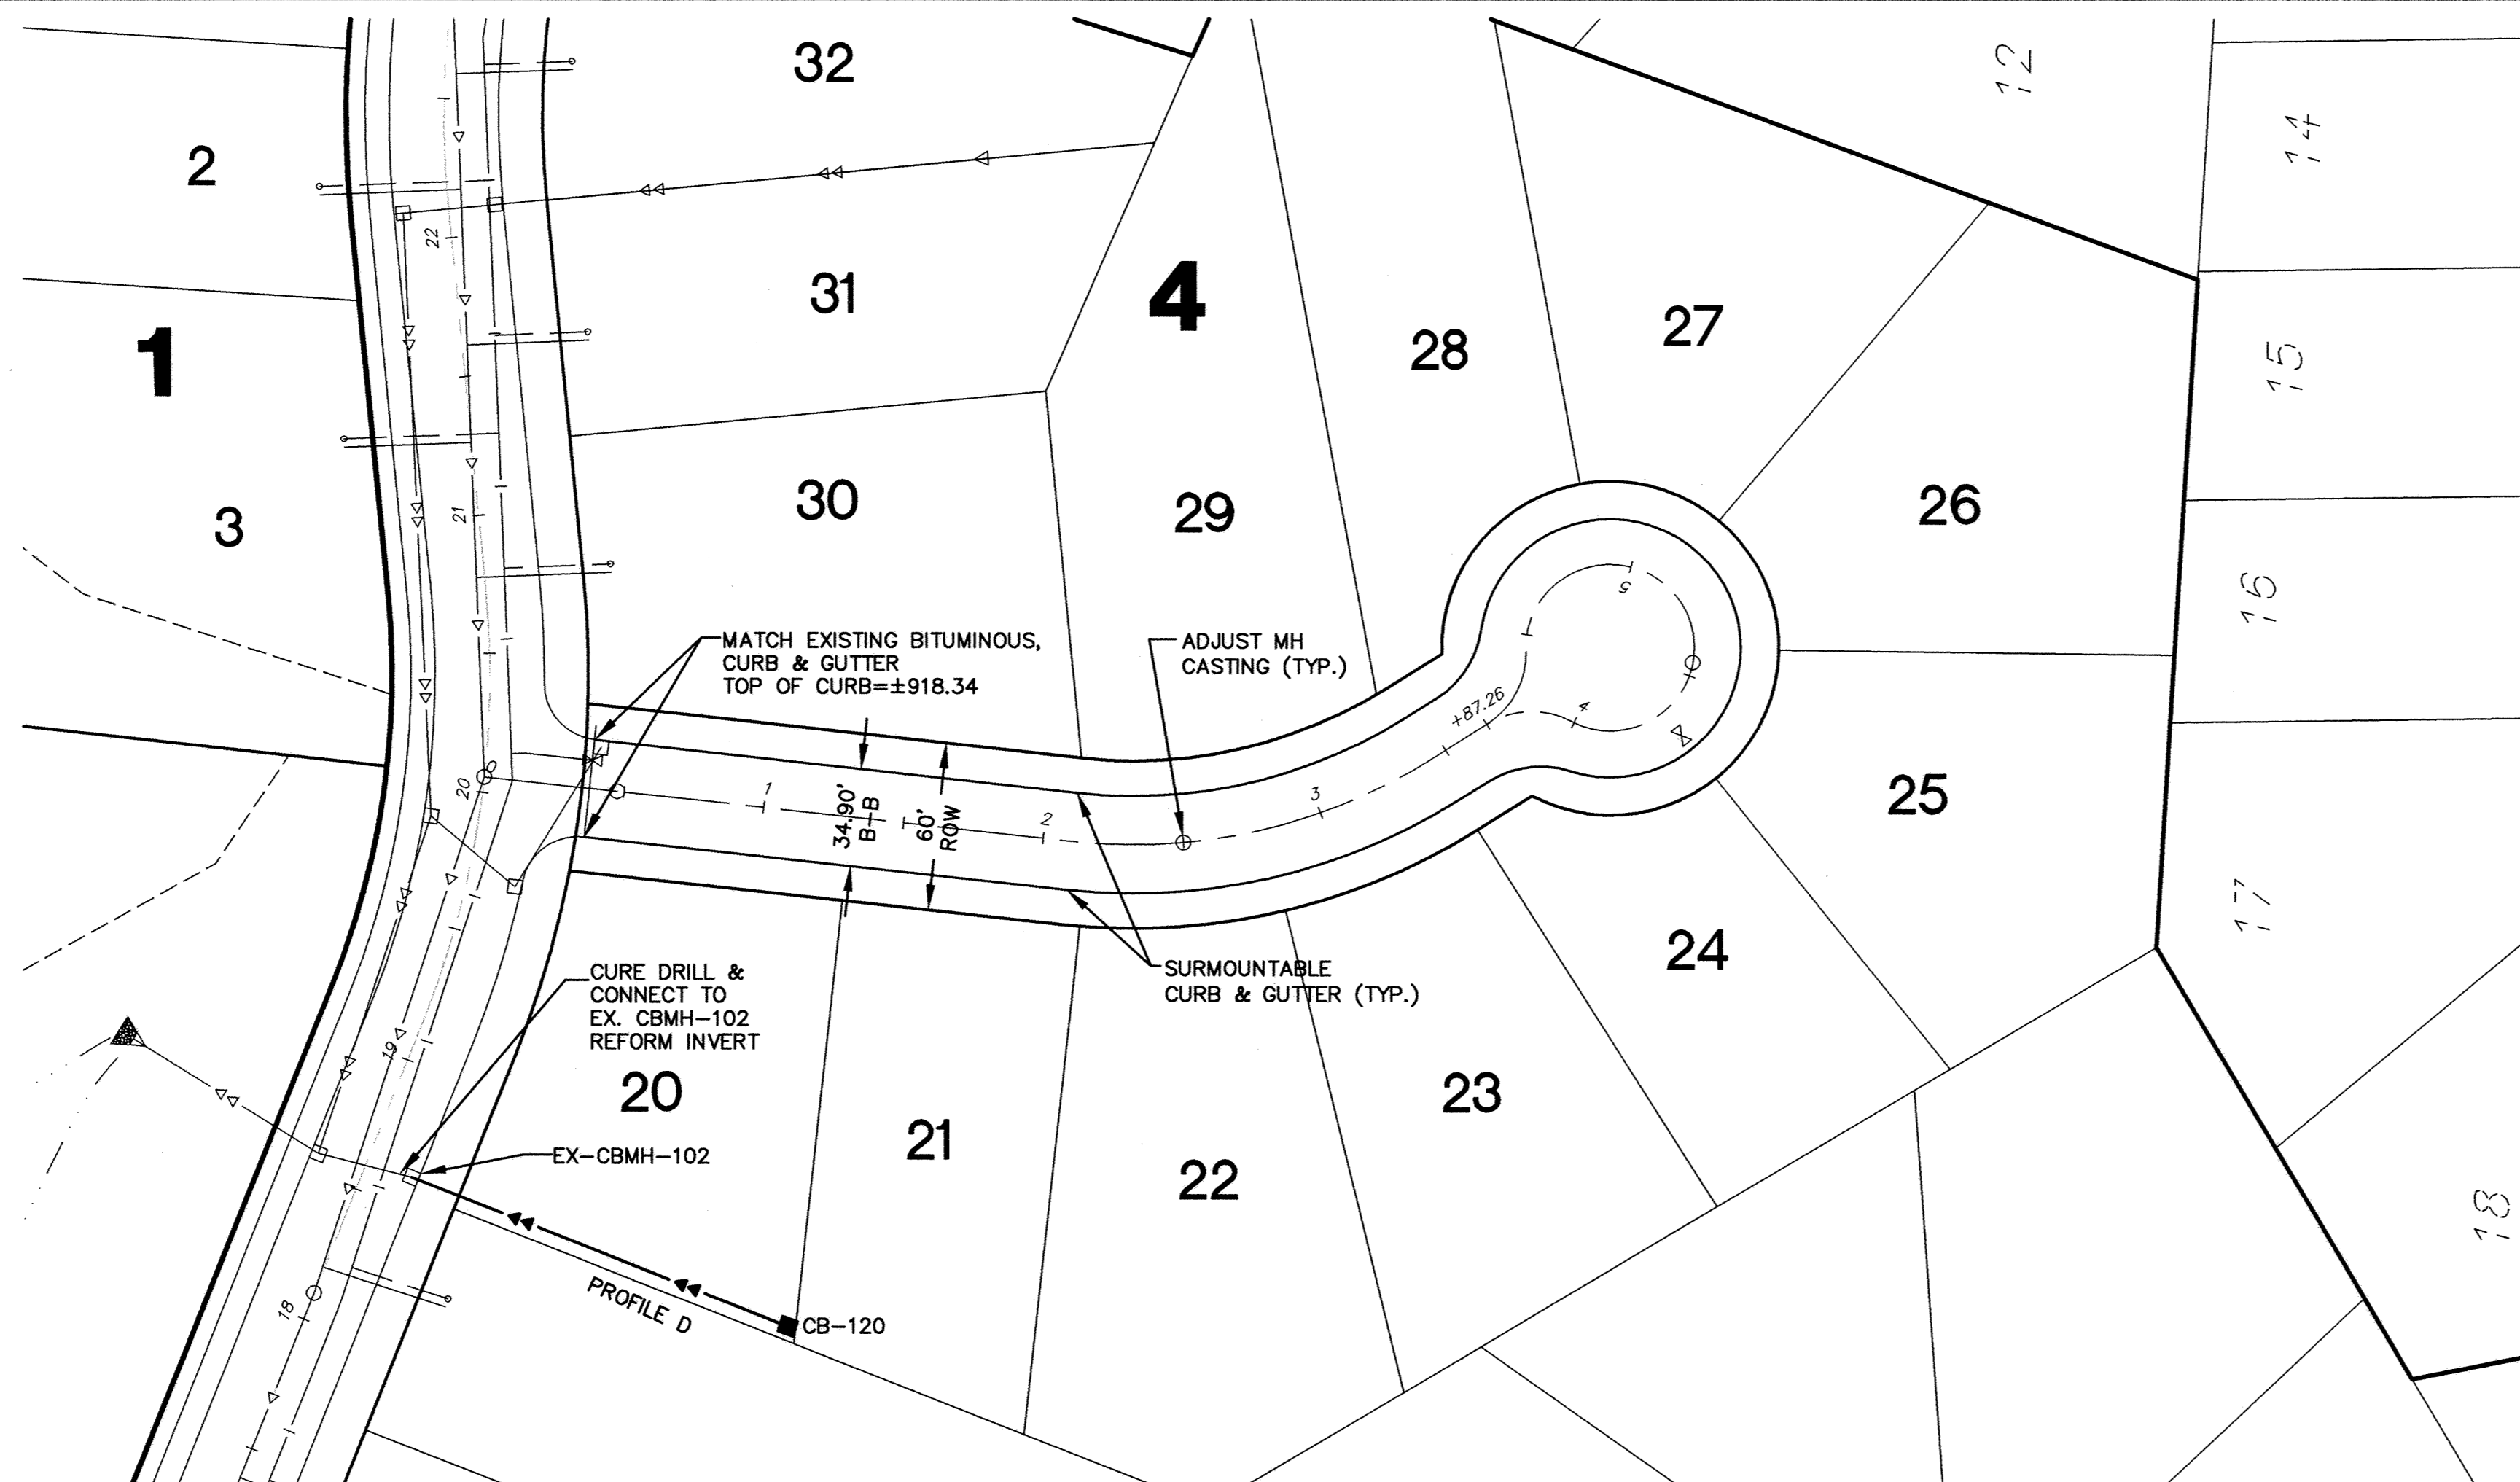 32
12
14
2
22
31
4
28
27
15
1
30
29
26
3
21
5
16
MATCH EXISTING BITUMINOUS,
CURB & GUTTER
TOP OF CURB=±918.34
ADJUST MH
CASTING (TYP.)
+87.26
4
0
20
1
2
3
34.90'
B-B
60'
ROW
25
17
24
CURE DRILL &
CONNECT TO
EX. CBMH-102
REFORM INVERT
SURMOUNTABLE
CURB & GUTTER (TYP.)
19
20
21
22
23
EX-CBMH-102
18
18
PROFILE D
CB-120